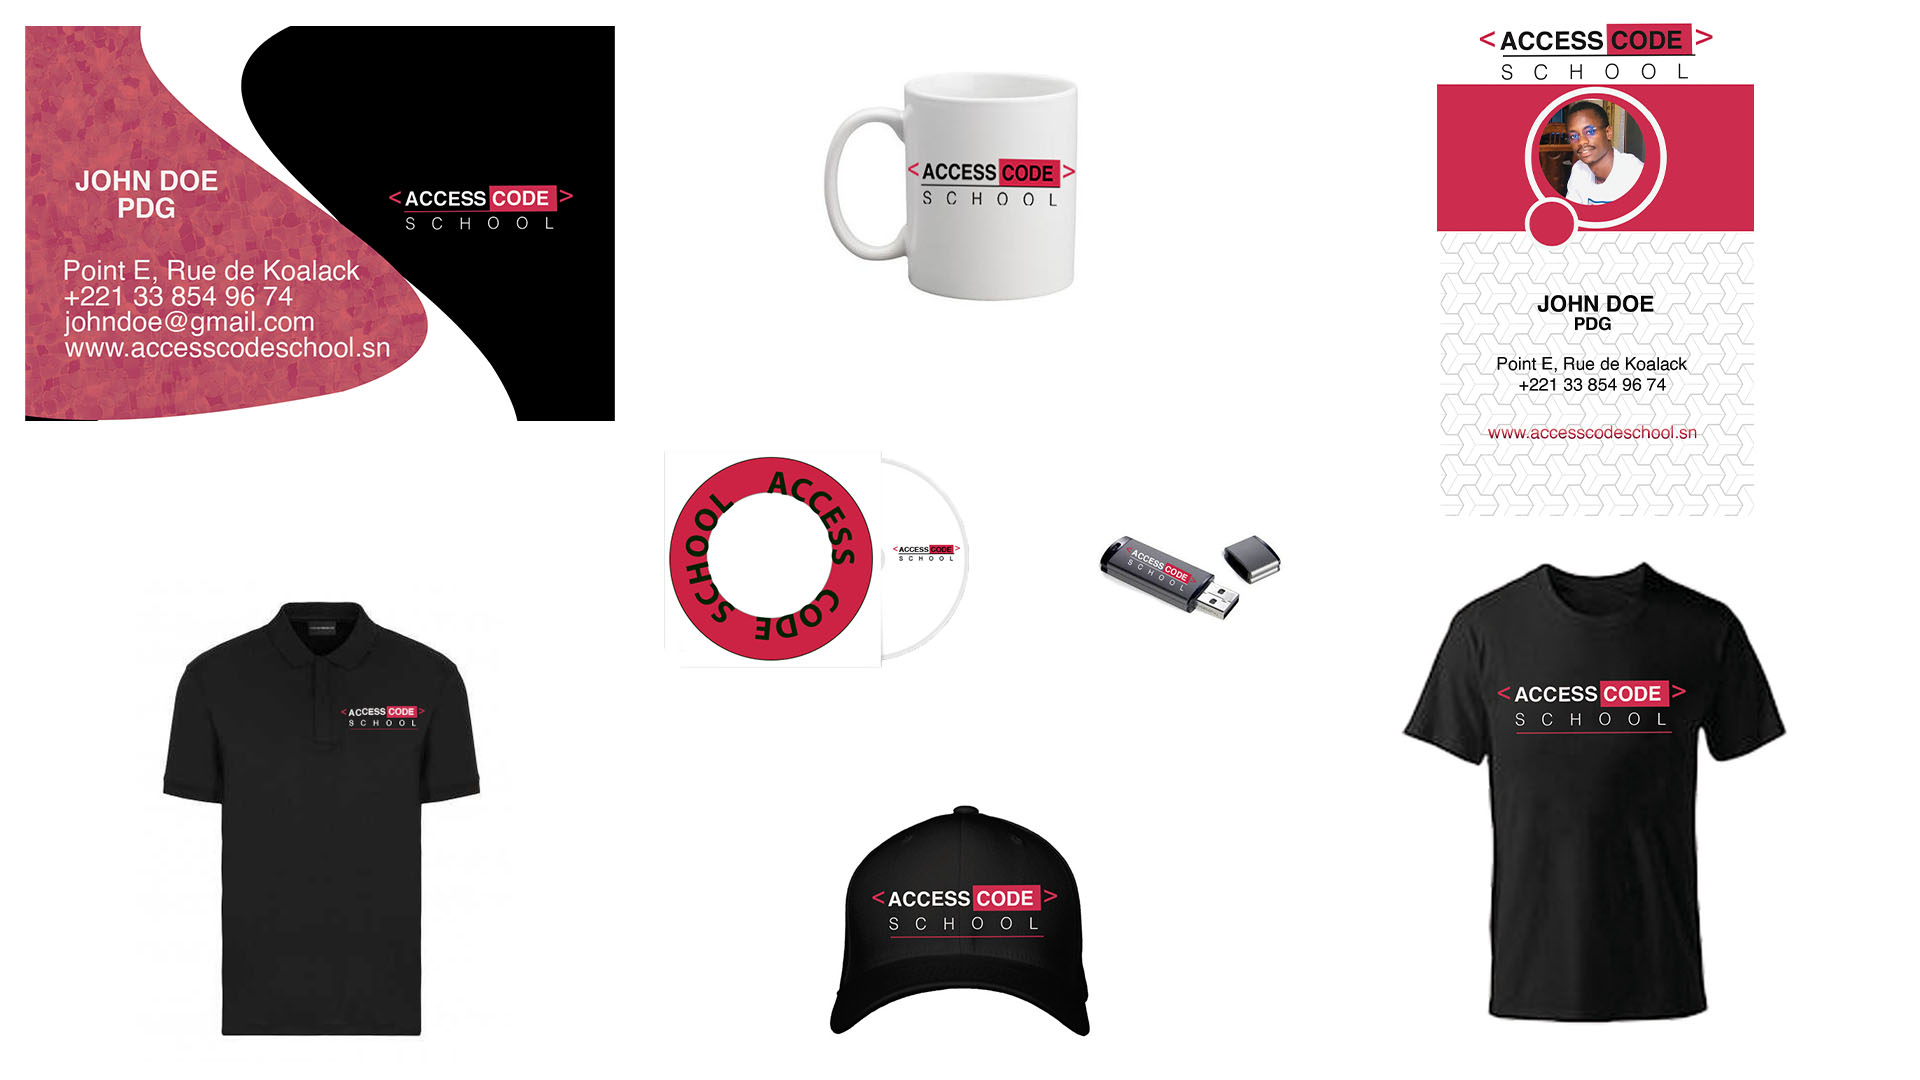 JOHN DOE
PDG
Point E, Rue de Koalack
+221 33 854 96 74
johndoe@gmail.com
www.accesscodeschool.sn
<ACCESS CODE>
SCHOOL
<ACCESS CODE>
SCHOOL
<ACCESS CODE>
SCHOOL
JOHN DOE
PDG
Point E, Rue de Koalack
+221 33 854 96 74
www.accesscodeschool.sn
ACCESS CODE SCHOOL
<ACCESS CODE>
SCHOOL
<ACCESS CODE>
SCHOOL
<ACCESS CODE>
SCHOOL
<ACCESS CODE>
SCHOOL
<ACCESS CODE>
SCHOOL